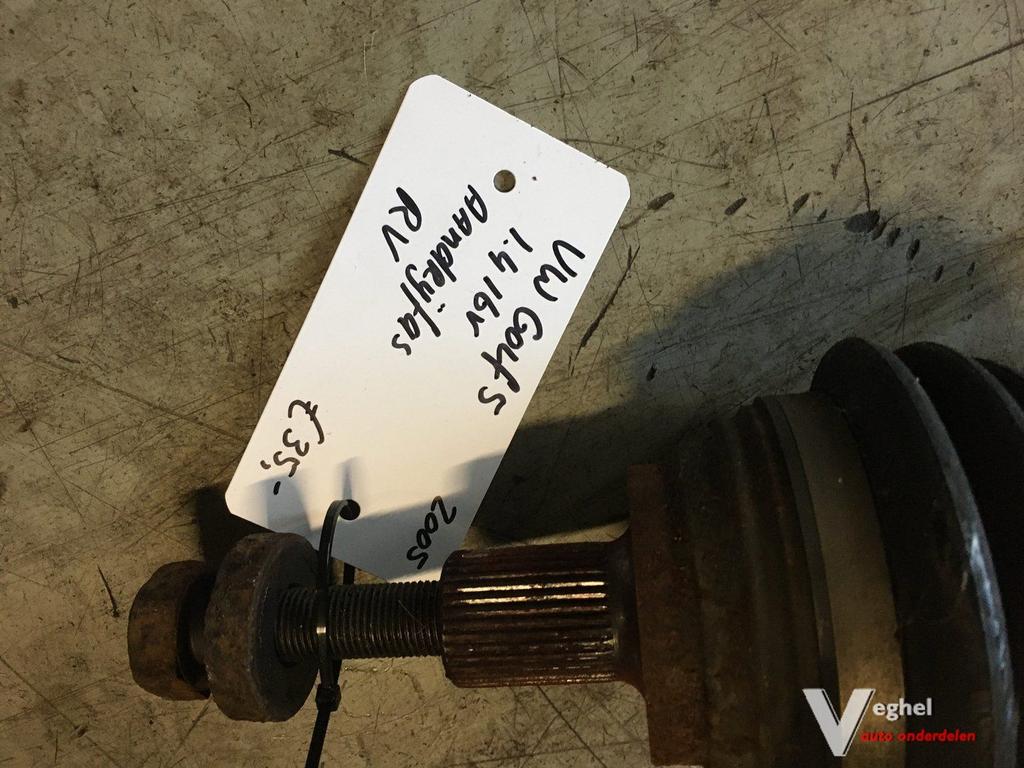 VW Golf 5
1.4 16v
Aandrijfas
RV
€35,-
2005
Veghel
auto onderdelen